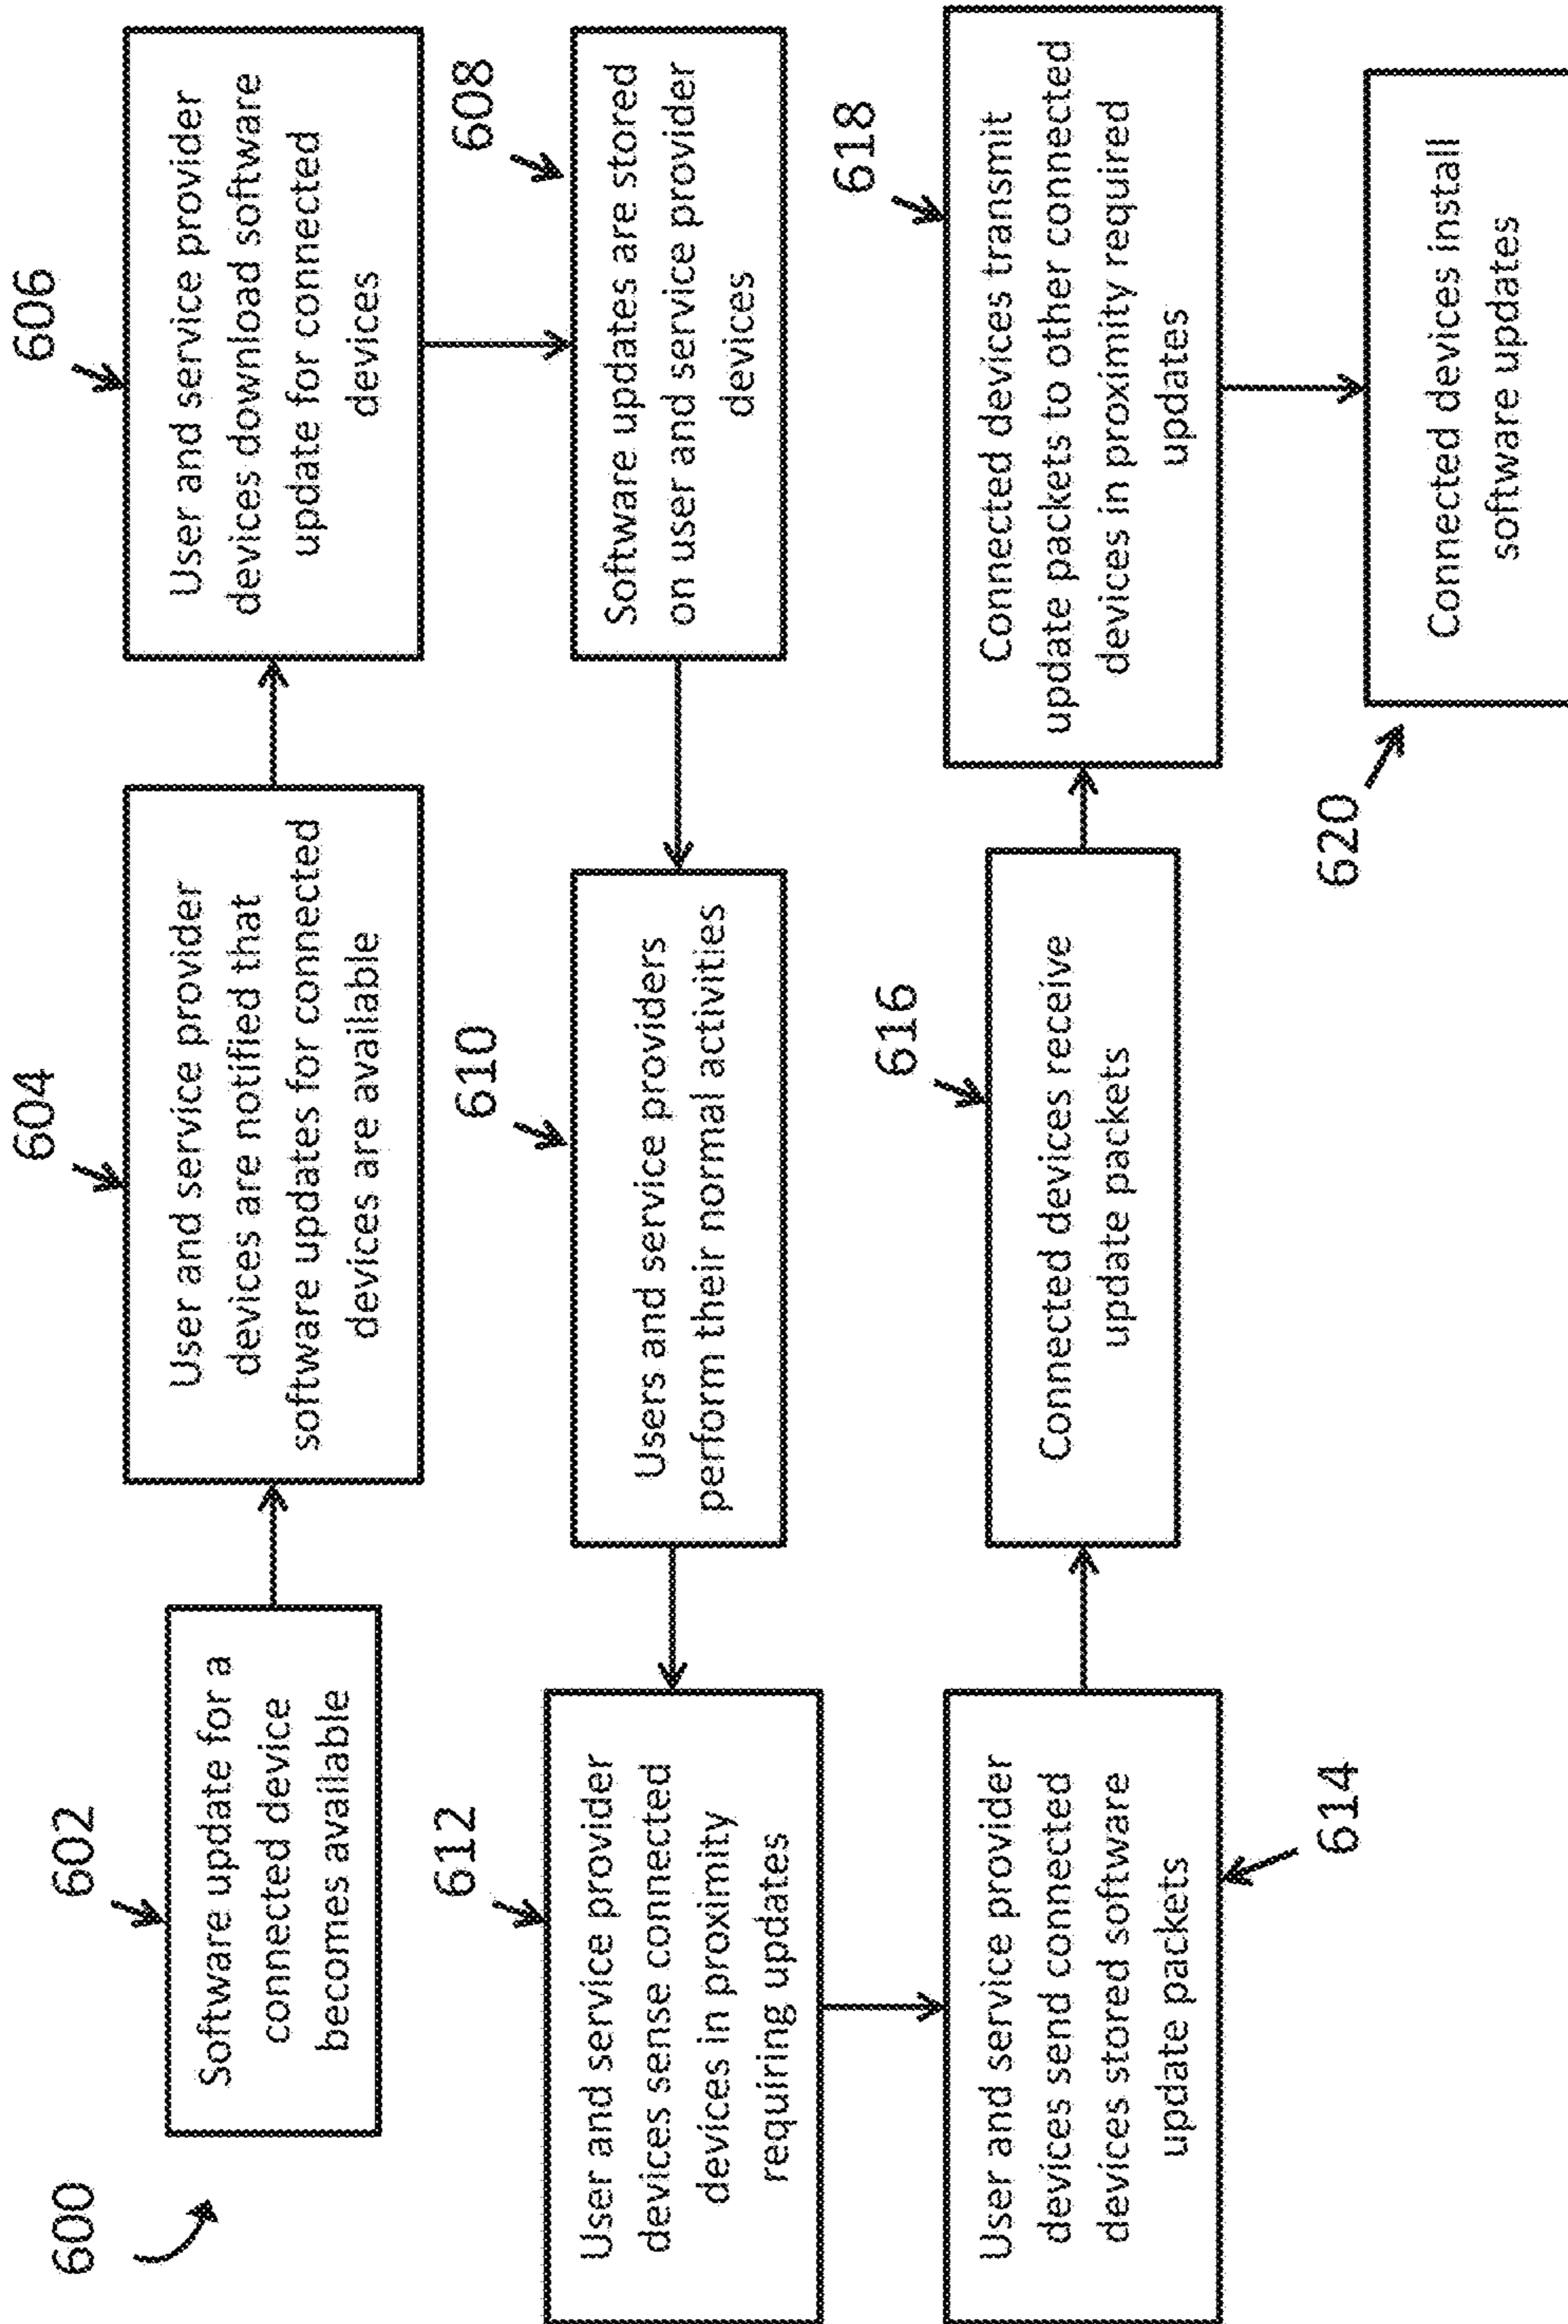 600
602
Software update for a
connected device
becomes available
604
User and service provider
devices are notified that
software updates for connected
devices are available
606
User and service provider
devices download software
update for connected
devices
608
Software updates are stored
on user and service provider
devices
610
Users and service providers
perform their normal activities
612
User and service provider
devices sense connected
devices in proximity
requiring updates
614
User and service provider
devices send connected
devices stored software
update packets
616
Connected devices receive
update packets
618
Connected devices transmit
update packets to other connected
devices in proximity required
updates
620
Connected devices install
software updates